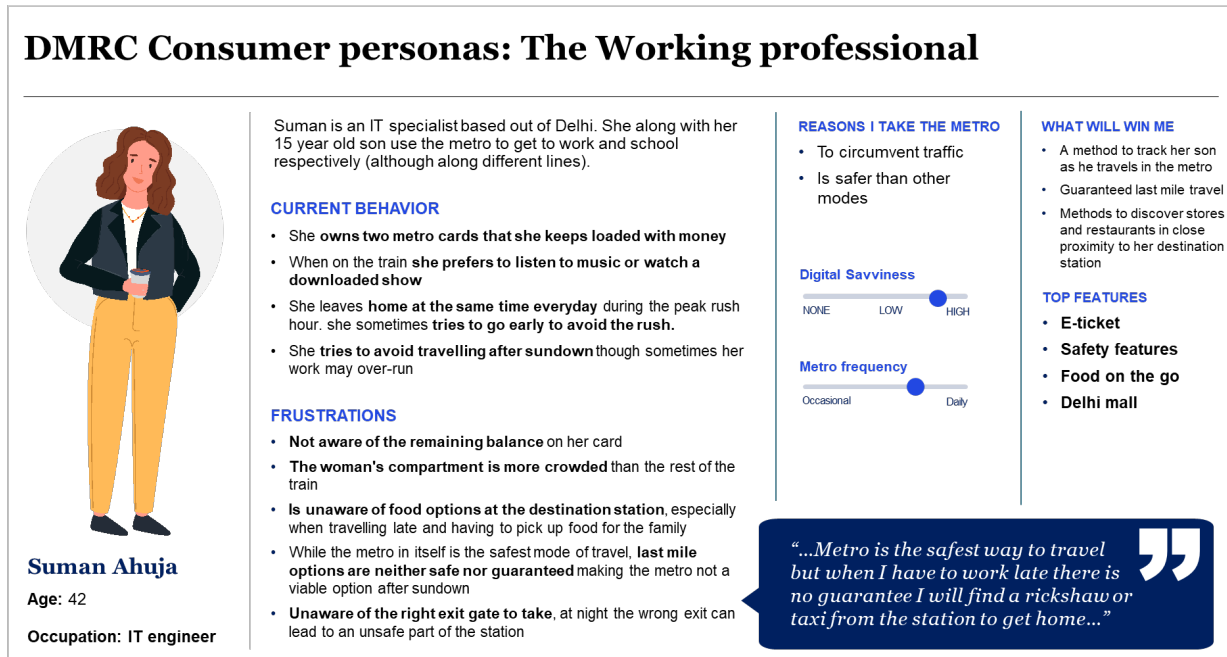 DMRC Consumer personas: The Working professional
Suman Ahuja
Age: 42
Occupation: IT engineer
Suman is an IT specialist based out of Delhi. She along with her
15 year old son use the metro to get to work and school
respectively (although along different lines).
CURRENT BEHAVIOR
• She owns two metro cards that she keeps loaded with money
• When on the train she prefers to listen to music or watch a
downloaded show
• She leaves home at the same time everyday during the peak rush
hour. she sometimes tries to go early to avoid the rush.
• She tries to avoid travelling after sundown though sometimes her
work may over-run
FRUSTRATIONS
• Not aware of the remaining balance on her card
• The woman's compartment is more crowded than the rest of the
train
• Is unaware of food options at the destination station, especially
when travelling late and having to pick up food for the family
• While the metro in itself is the safest mode of travel, last mile
options are neither safe nor guaranteed making the metro not a
viable option after sundown
• Unaware of the right exit gate to take, at night the wrong exit can
lead to an unsafe part of the station
REASONS I TAKE THE METRO
• To circumvent traffic
• Is safer than other
modes
Digital Savviness
NONE LOW HIGH
Metro frequency
Occasional Daily
WHAT WILL WIN ME
• A method to track her son
as he travels in the metro
• Guaranteed last mile travel
• Methods to discover stores
and restaurants in close
proximity to her destination
station
TOP FEATURES
• E-ticket
• Safety features
• Food on the go
• Delhi mall
“...Metro is the safest way to travel
but when I have to work late there is
no guarantee I will find a rickshaw or
taxi from the station to get home...”